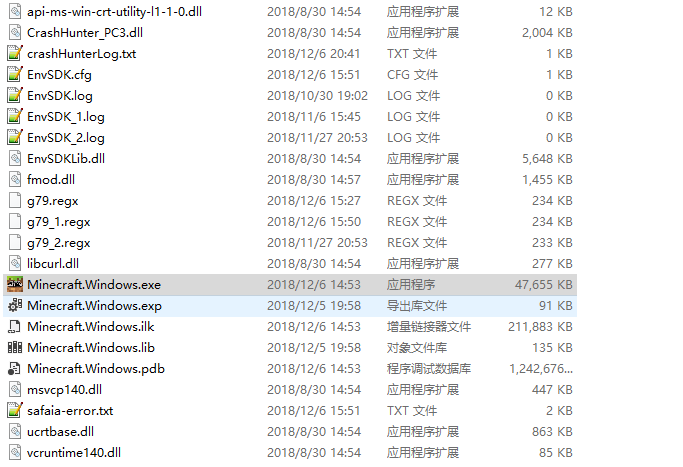 api-ms-win-crt-utility-l1-1-0.dll 2018/8/30 14:54 应用程序扩展 12 KB
CrashHunter_PC3.dll 2018/8/30 14:54 应用程序扩展 2,004 KB
crashHunterLog.txt 2018/12/6 20:41 TXT 文件 1 KB
EnvSDK.cfg 2018/12/6 15:51 CFG 文件 1 KB
EnvSDK.log 2018/10/30 19:02 LOG 文件 0 KB
EnvSDK_1.log 2018/11/6 15:45 LOG 文件 0 KB
EnvSDK_2.log 2018/11/27 20:53 LOG 文件 0 KB
EnvSDKLib.dll 2018/8/30 14:54 应用程序扩展 5,648 KB
fmod.dll 2018/8/30 14:57 应用程序扩展 1,455 KB
g79.regx 2018/12/6 15:27 REGX 文件 234 KB
g79_1.regx 2018/12/6 15:50 REGX 文件 234 KB
g79_2.regx 2018/11/27 20:53 REGX 文件 233 KB
libcurl.dll 2018/8/30 14:54 应用程序扩展 277 KB
Minecraft.Windows.exe 2018/12/6 14:53 应用程序 47,655 KB
Minecraft.Windows.exp 2018/12/5 19:58 导出库文件 91 KB
Minecraft.Windows.ilk 2018/12/6 14:53 增量链接器文件 211,883 KB
Minecraft.Windows.lib 2018/12/5 19:58 对象文件库 135 KB
Minecraft.Windows.pdb 2018/12/6 14:53 程序调试数据库 1,242,676...
msvcp140.dll 2018/8/30 14:54 应用程序扩展 447 KB
safaia-error.txt 2018/12/6 15:51 TXT 文件 2 KB
ucrtbase.dll 2018/8/30 14:54 应用程序扩展 863 KB
vcruntime140.dll 2018/8/30 14:54 应用程序扩展 85 KB